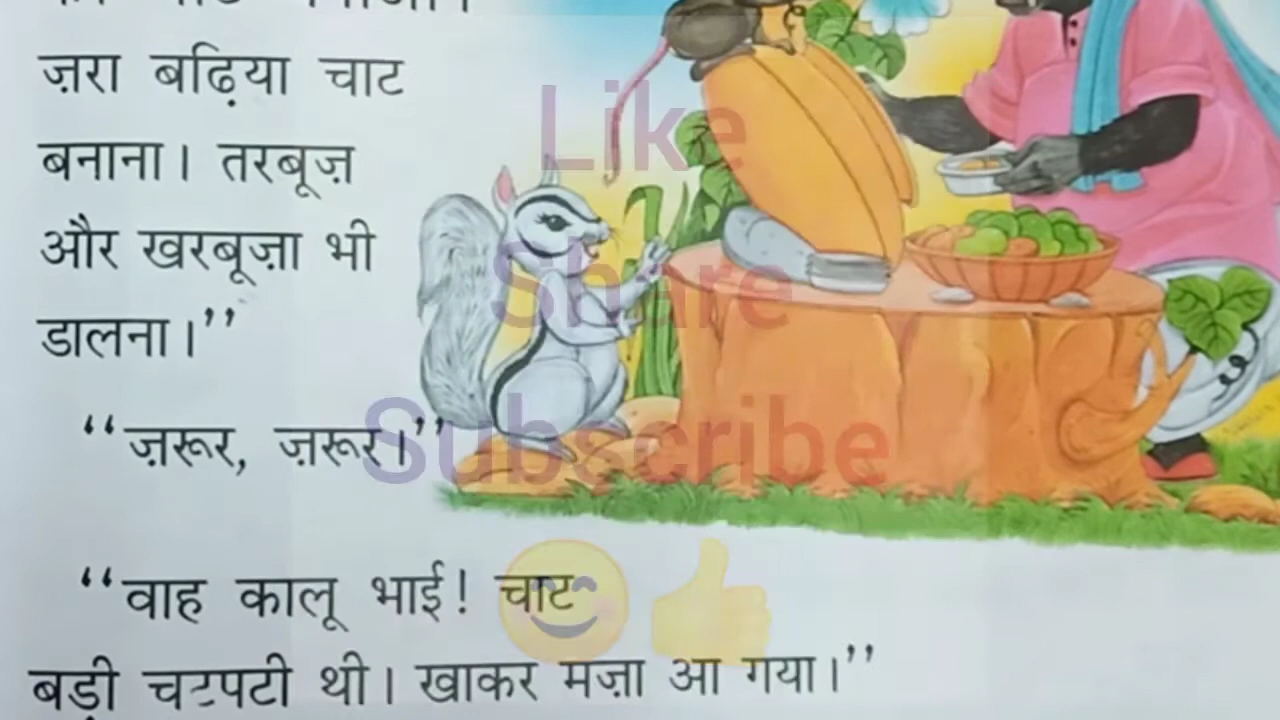 ज़रा बढ़िया चाट
बनाना। तरबूज़
और खरबूज़ा भी
डालना।”
“ज़रूर, ज़रूर।”
“वाह कालू भाई! चाट
बड़ी चटपटी थी। खाकर मज़ा आ गया।”
Like
Share
Subscribe